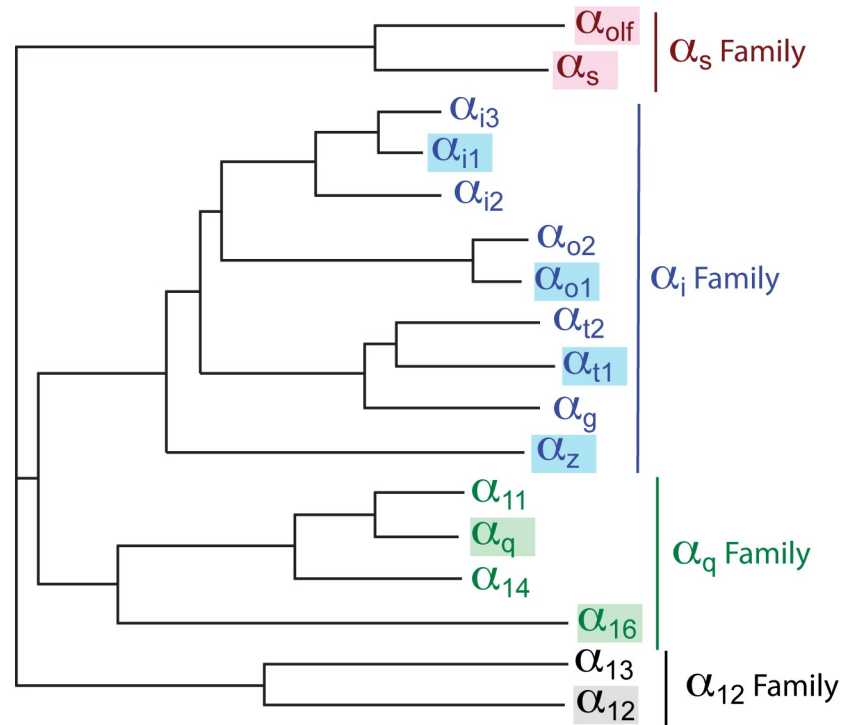 αolf
αs
αs Family
αi3
αi1
αi2
αo2
αo1
αi Family
αt2
αt1
αg
αz
α11
αq
αq Family
α14
α16
α13
α12
α12 Family